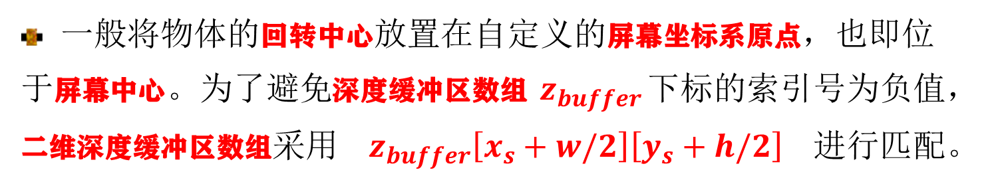 一般将物体的回转中心放置在自定义的屏幕坐标系原点，也即位
于屏幕中心。为了避免深度缓冲区数组 z_buffer 下标的索引号为负值，
二维深度缓冲区数组采用 z_buffer[x_s + w/2][y_s + h/2] 进行匹配。